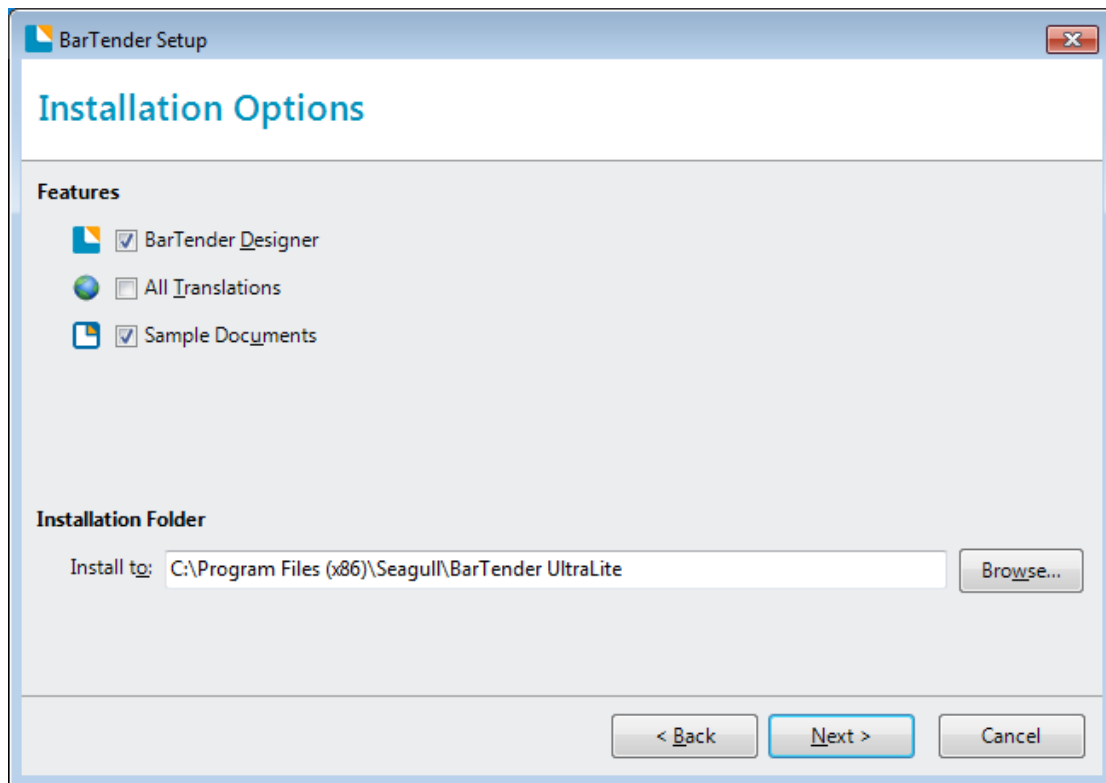 BarTender Setup
Installation Options
Features
BarTender Designer
All Translations
Sample Documents
Installation Folder
Install to: C:\Program Files (x86)\Seagull\BarTender UltraLite Browse...
< Back Next > Cancel